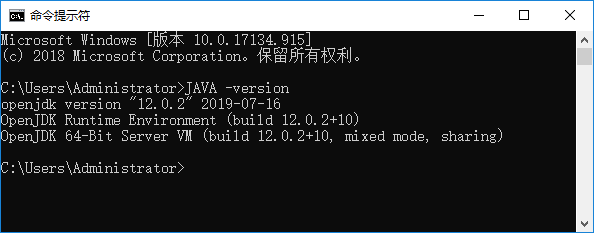 命令提示符
Microsoft Windows [版本 10.0.17134.915]
(c) 2018 Microsoft Corporation。保留所有权利。
C:\Users\Administrator>JAVA -version
openjdk version "12.0.2" 2019-07-16
OpenJDK Runtime Environment (build 12.0.2+10)
OpenJDK 64-Bit Server VM (build 12.0.2+10, mixed mode, sharing)
C:\Users\Administrator>